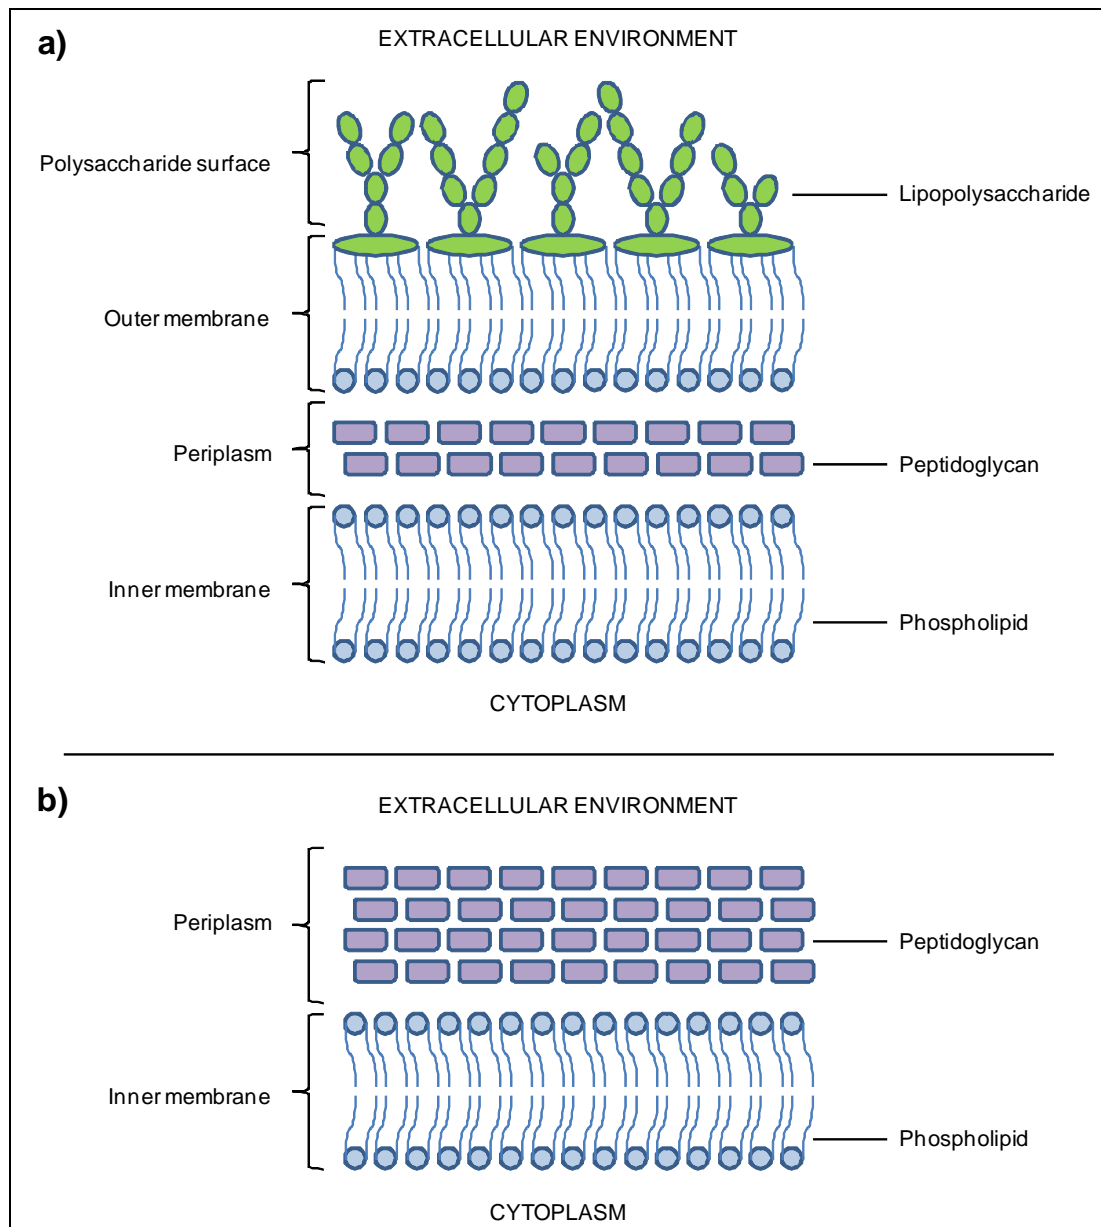 a)
EXTRACELLULAR ENVIRONMENT
Polysaccharide surface
Lipopolysaccharide
Outer membrane
Periplasm
Peptidoglycan
Inner membrane
Phospholipid
CYTOPLASM
b)
EXTRACELLULAR ENVIRONMENT
Periplasm
Peptidoglycan
Inner membrane
Phospholipid
CYTOPLASM